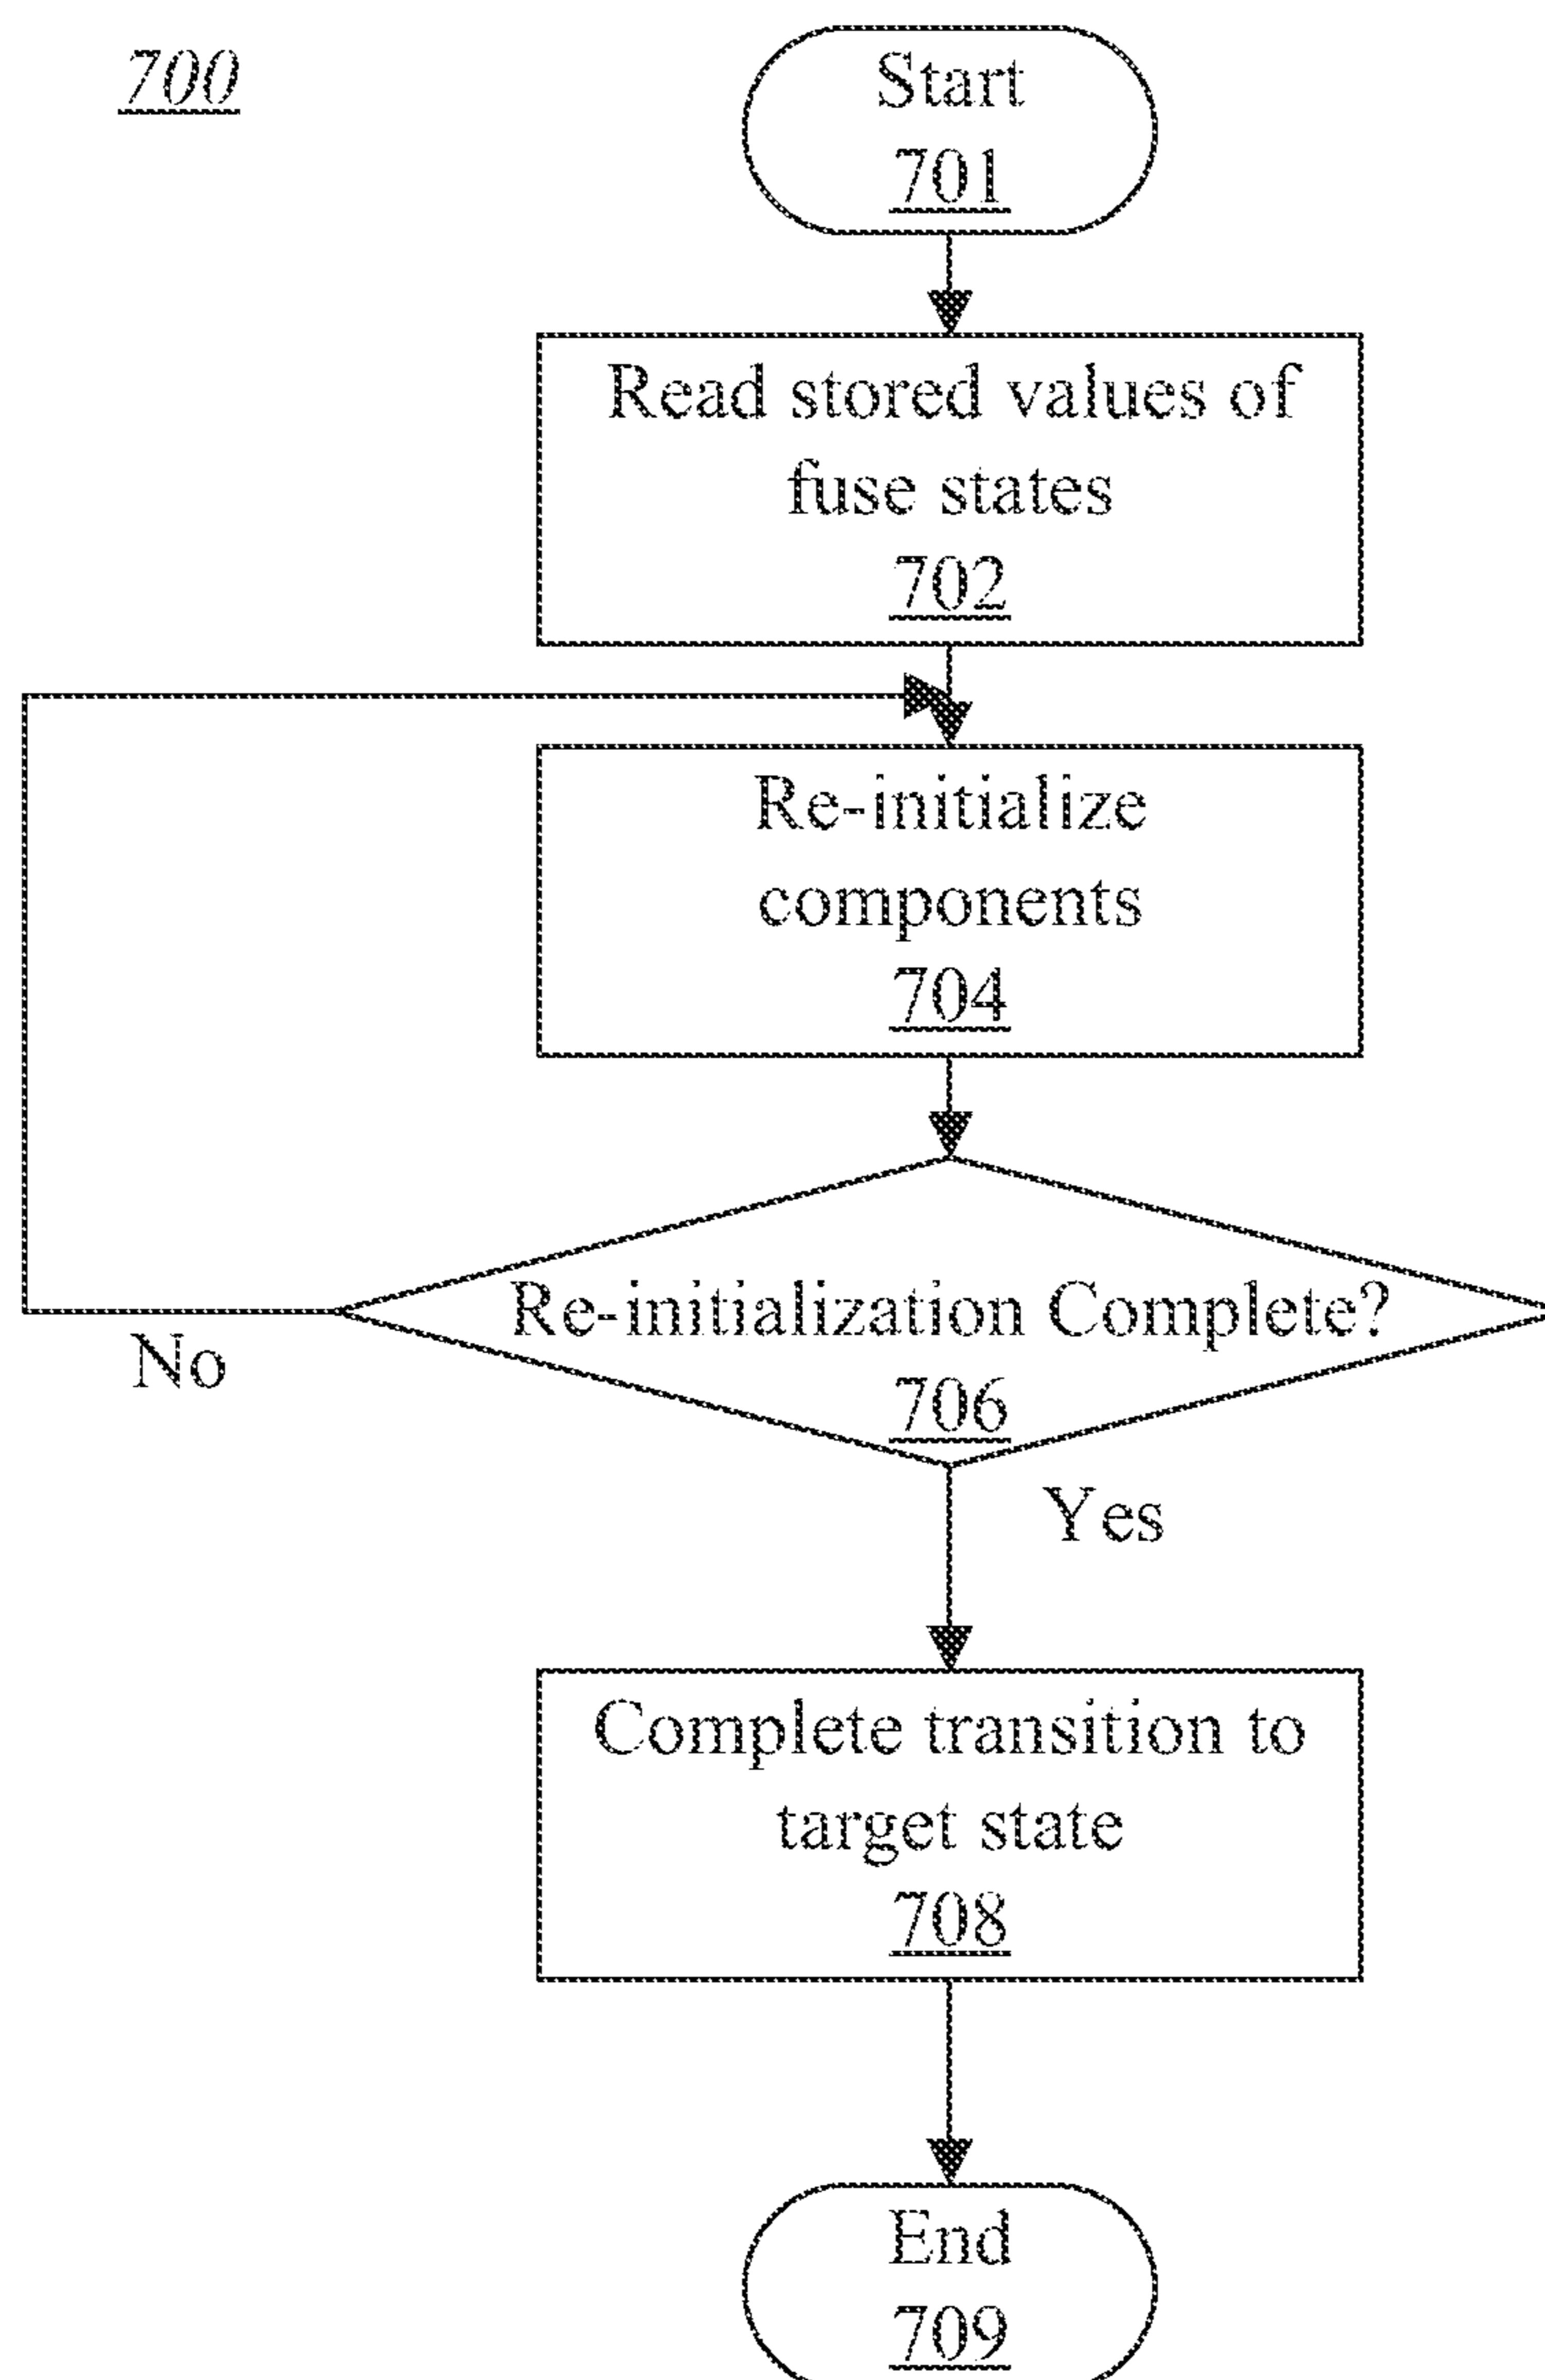 700
Start
701
Read stored values of
fuse states
702
Re-initialize
components
704
Re-initialization Complete?
706
No
Yes
Complete transition to
target state
708
End
709